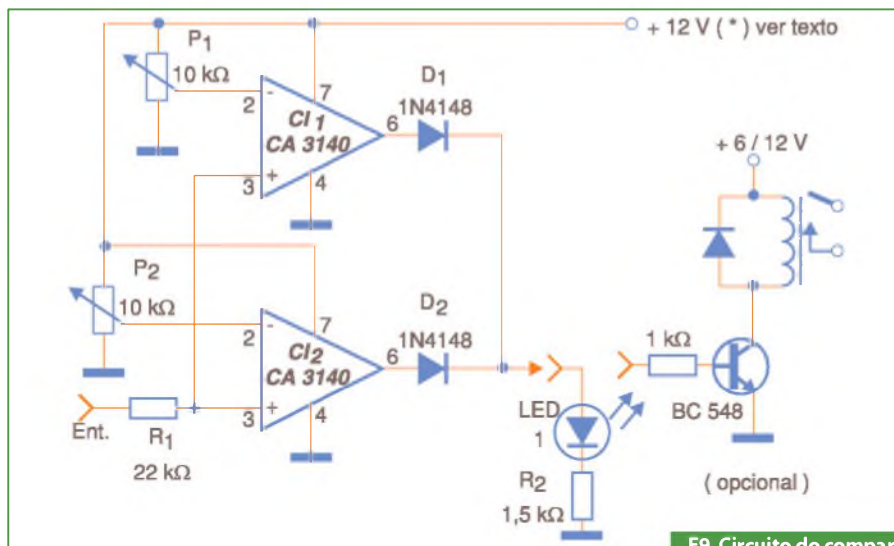 + 12 V ( * ) ver texto
P1
10 kΩ
2
-
7
CI1
CA 3140
6
3
+
4
D1
1N4148
+ 6 / 12 V
P2
10 kΩ
2
-
7
CI2
CA 3140
6
3
+
4
D2
1N4148
Ent.
R1
22 kΩ
LED
1
R2
1,5 kΩ
1 kΩ
BC 548
( opcional )